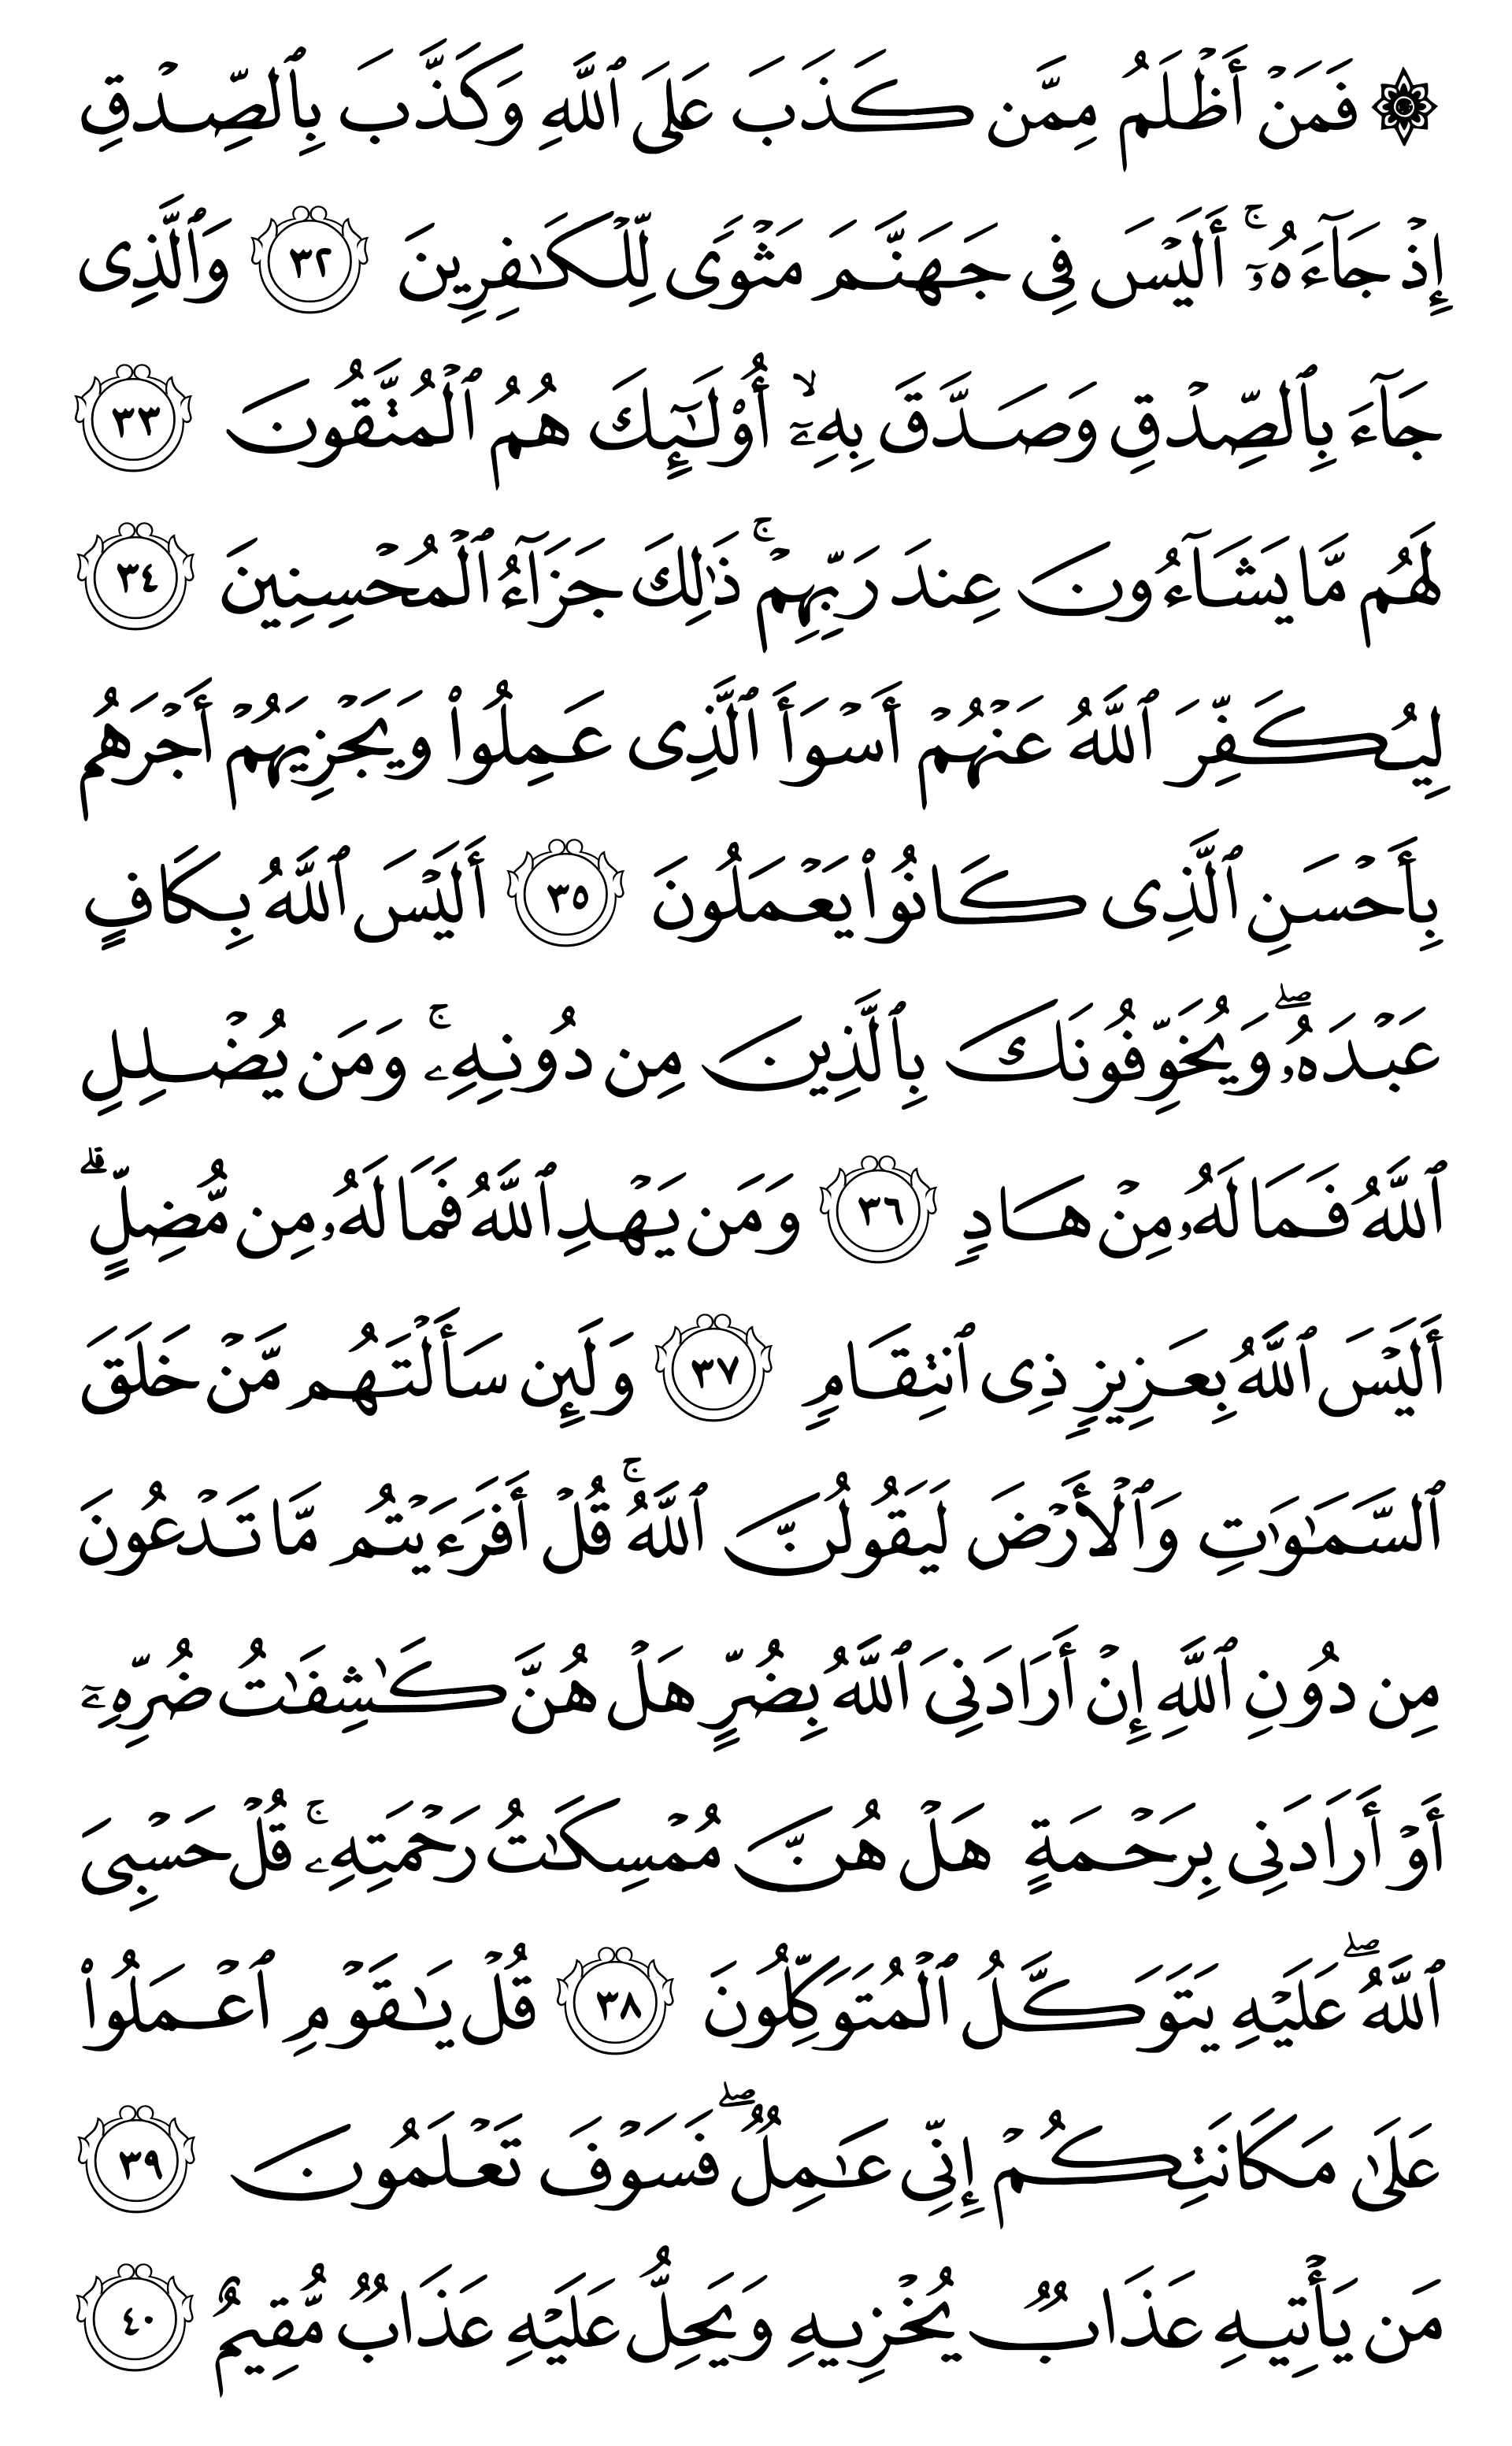 ۞ فَمَنۡ أَظۡلَمُ مِمَّن كَذَبَ عَلَى ٱللَّهِ وَكَذَّبَ بِٱلصِّدۡقِ
إِذۡ جَآءَهُۥٓۚ أَلَيۡسَ فِي جَهَنَّمَ مَثۡوٗى لِّلۡكَٰفِرِينَ ٣٢ وَٱلَّذِي
جَآءَ بِٱلصِّدۡقِ وَصَدَّقَ بِهِۦٓ ۙ أُوْلَٰٓئِكَ هُمُ ٱلۡمُتَّقُونَ ٣٣
لَهُم مَّا يَشَآءُونَ عِندَ رَبِّهِمۡۚ ذَٰلِكَ جَزَآءُ ٱلۡمُحۡسِنِينَ ٣٤
لِيُكَفِّرَ ٱللَّهُ عَنۡهُمۡ أَسۡوَأَ ٱلَّذِي عَمِلُواْ وَيَجۡزِيَهُمۡ أَجۡرَهُم
بِأَحۡسَنِ ٱلَّذِي كَانُواْ يَعۡمَلُونَ ٣٥ أَلَيۡسَ ٱللَّهُ بِكَافٍ
عَبۡدَهُۥۖ وَيُخَوِّفُونَكَ بِٱلَّذِينَ مِن دُونِهِۦۚ وَمَن يُضۡلِلِ
ٱللَّهُ فَمَا لَهُۥ مِنۡ هَادٖ ٣٦ وَمَن يَهۡدِ ٱللَّهُ فَمَا لَهُۥ مِن مُّضِلٍّۗ
أَلَيۡسَ ٱللَّهُ بِعَزِيزٖ ذِي ٱنتِقَامٖ ٣٧ وَلَئِن سَأَلۡتَهُم مَّنۡ خَلَقَ
ٱلسَّمَٰوَٰتِ وَٱلۡأَرۡضَ لَيَقُولُنَّ ٱللَّهُۚ قُلۡ أَفَرَءَيۡتُم مَّا تَدۡعُونَ
مِن دُونِ ٱللَّهِ إِنۡ أَرَادَنِيَ ٱللَّهُ بِضُرٍّ هَلۡ هُنَّ كَٰشِفَٰتُ ضُرِّهِۦٓ
أَوۡ أَرَادَنِي بِرَحۡمَةٍ هَلۡ هُنَّ مُمۡسِكَٰتُ رَحۡمَتِهِۦۚ قُلۡ حَسۡبِيَ
ٱللَّهُۖ عَلَيۡهِ يَتَوَكَّلُ ٱلۡمُتَوَكِّلُونَ ٣٨ قُلۡ يَٰقَوۡمِ ٱعۡمَلُواْ
عَلَىٰ مَكَانَتِكُمۡ إِنِّي عَٰمِلٞۖ فَسَوۡفَ تَعۡلَمُونَ ٣٩
مَن يَأۡتِيهِ عَذَابٞ يُخۡزِيهِ وَيَحِلُّ عَلَيۡهِ عَذَابٞ مُّقِيمٌ ٤٠